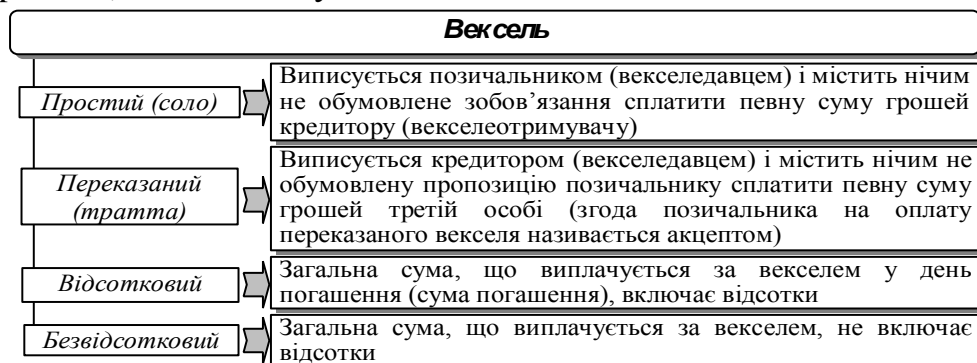 Вексель
Простий (соло)
Виписується позичальником (векселедавцем) і містить нічим
не обумовлене зобов’язання сплатити певну суму грошей
кредитору (векселеотримувачу)
Переказаний
(тратта)
Виписується кредитором (векселедавцем) і містить нічим не
обумовлену пропозицію позичальнику сплатити певну суму
грошей третій особі (згода позичальника на оплату
переказаного векселя називається акцептом)
Відсотковий
Загальна сума, що виплачується за векселем у день
погашення (сума погашення), включає відсотки
Безвідсотковий
Загальна сума, що виплачується за векселем, не включає
відсотки